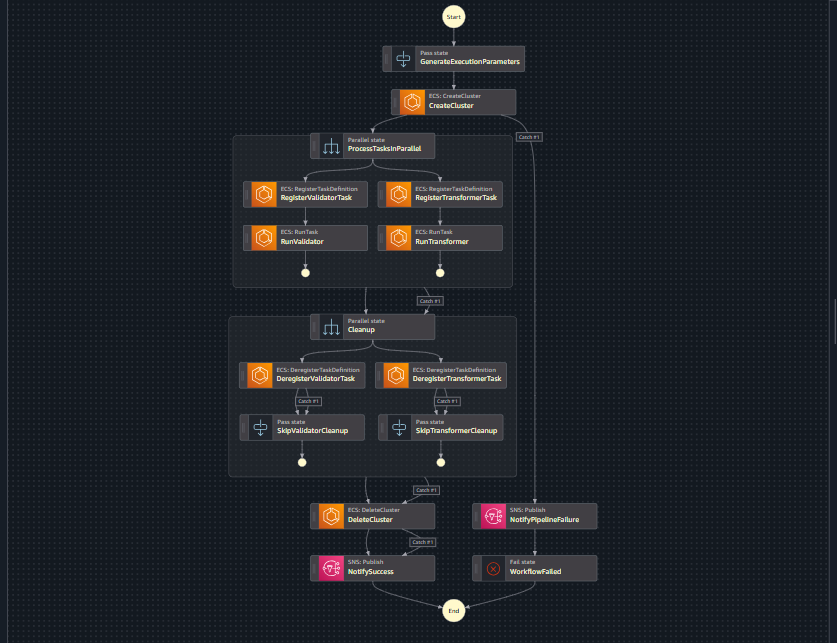 Start
Pass state
GenerateExecutionParameters
ECS: CreateCluster
CreateCluster
Catch #1
Parallel state
ProcessTasksInParallel
ECS: RegisterTaskDefinition
RegisterValidatorTask
ECS: RegisterTaskDefinition
RegisterTransformerTask
ECS: RunTask
RunValidator
ECS: RunTask
RunTransformer
Catch #1
Parallel state
Cleanup
ECS: DeregisterTaskDefinition
DeregisterValidatorTask
ECS: DeregisterTaskDefinition
DeregisterTransformerTask
Catch #1
Catch #1
Pass state
SkipValidatorCleanup
Pass state
SkipTransformerCleanup
Catch #1
ECS: DeleteCluster
DeleteCluster
SNS: Publish
NotifyPipelineFailure
Catch #1
SNS: Publish
NotifySuccess
Fail state
WorkflowFailed
End